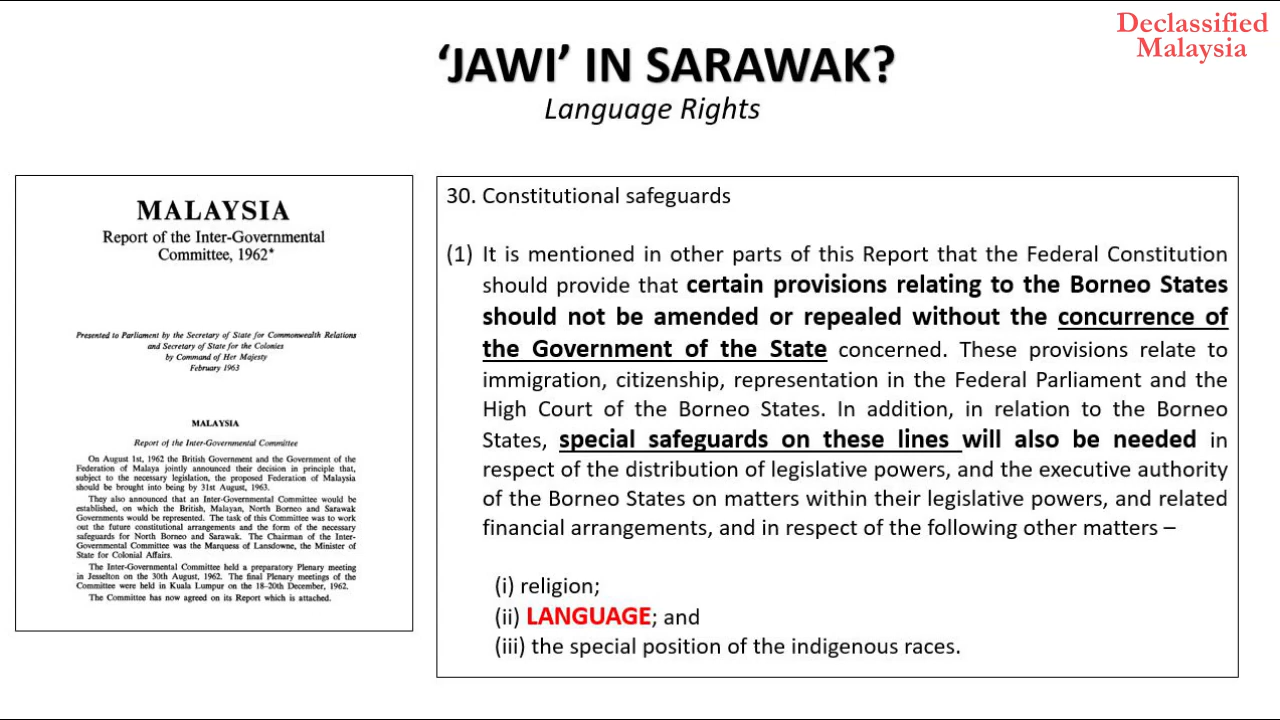 Declassified
Malaysia
‘JAWI’ IN SARAWAK?
Language Rights
MALAYSIA
Report of the Inter-Governmental
Committee, 1962*
Presented to Parliament by the Secretary of State for Commonwealth Relations
and Secretary of State for the Colonies
by Command of Her Majesty
February 1963
MALAYSIA
Report of the Inter-Governmental Committee
On August 1st, 1962 the British Government and the Government of the
Federation of Malaya jointly announced their decision in principle that,
subject to the necessary legislation, the proposed Federation of Malaysia
should be brought into being by 31st August, 1963.
They also announced that an Inter-Governmental Committee would be
established, on which the British, Malayan, North Borneo and Sarawak
Governments would be represented. The task of this Committee was to work
out the future constitutional arrangements and the form of the necessary
safeguards for North Borneo and Sarawak. The Chairman of the Inter-
Governmental Committee was the Marquess of Lansdowne, the Minister of
State for Colonial Affairs.
The Inter-Governmental Committee held a preparatory Plenary meeting
in Jesselton on the 30th August, 1962. The final Plenary meetings of the
Committee were held in Kuala Lumpur on the 18-20th December, 1962.
The Committee has now agreed on its Report which is attached.
30. Constitutional safeguards
(1) It is mentioned in other parts of this Report that the Federal Constitution
should provide that certain provisions relating to the Borneo States
should not be amended or repealed without the concurrence of
the Government of the State concerned. These provisions relate to
immigration, citizenship, representation in the Federal Parliament and the
High Court of the Borneo States. In addition, in relation to the Borneo
States, special safeguards on these lines will also be needed in
respect of the distribution of legislative powers, and the executive authority
of the Borneo States on matters within their legislative powers, and related
financial arrangements, and in respect of the following other matters –
(i) religion;
(ii) LANGUAGE; and
(iii) the special position of the indigenous races.